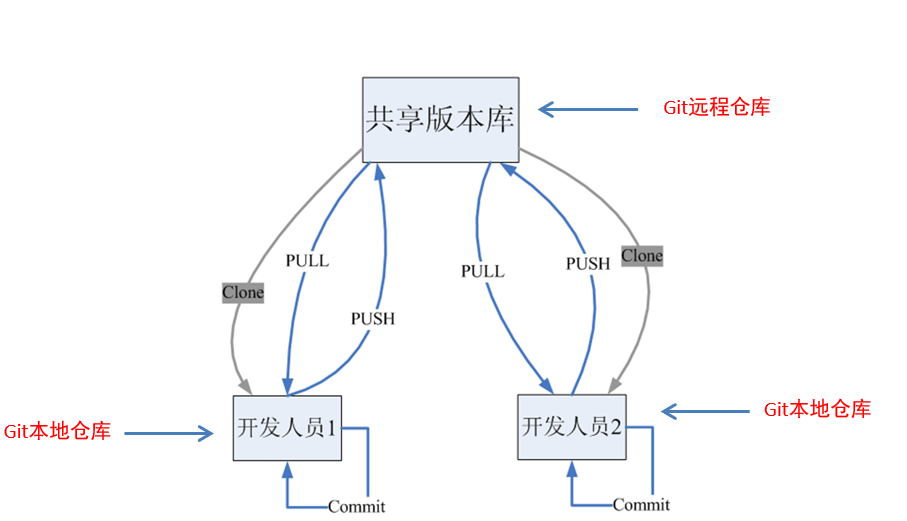 共享版本库
Git远程仓库
PULL
PULL
PUSH
Clone
Clone
PUSH
Git本地仓库
开发人员1
开发人员2
Git本地仓库
Commit
Commit